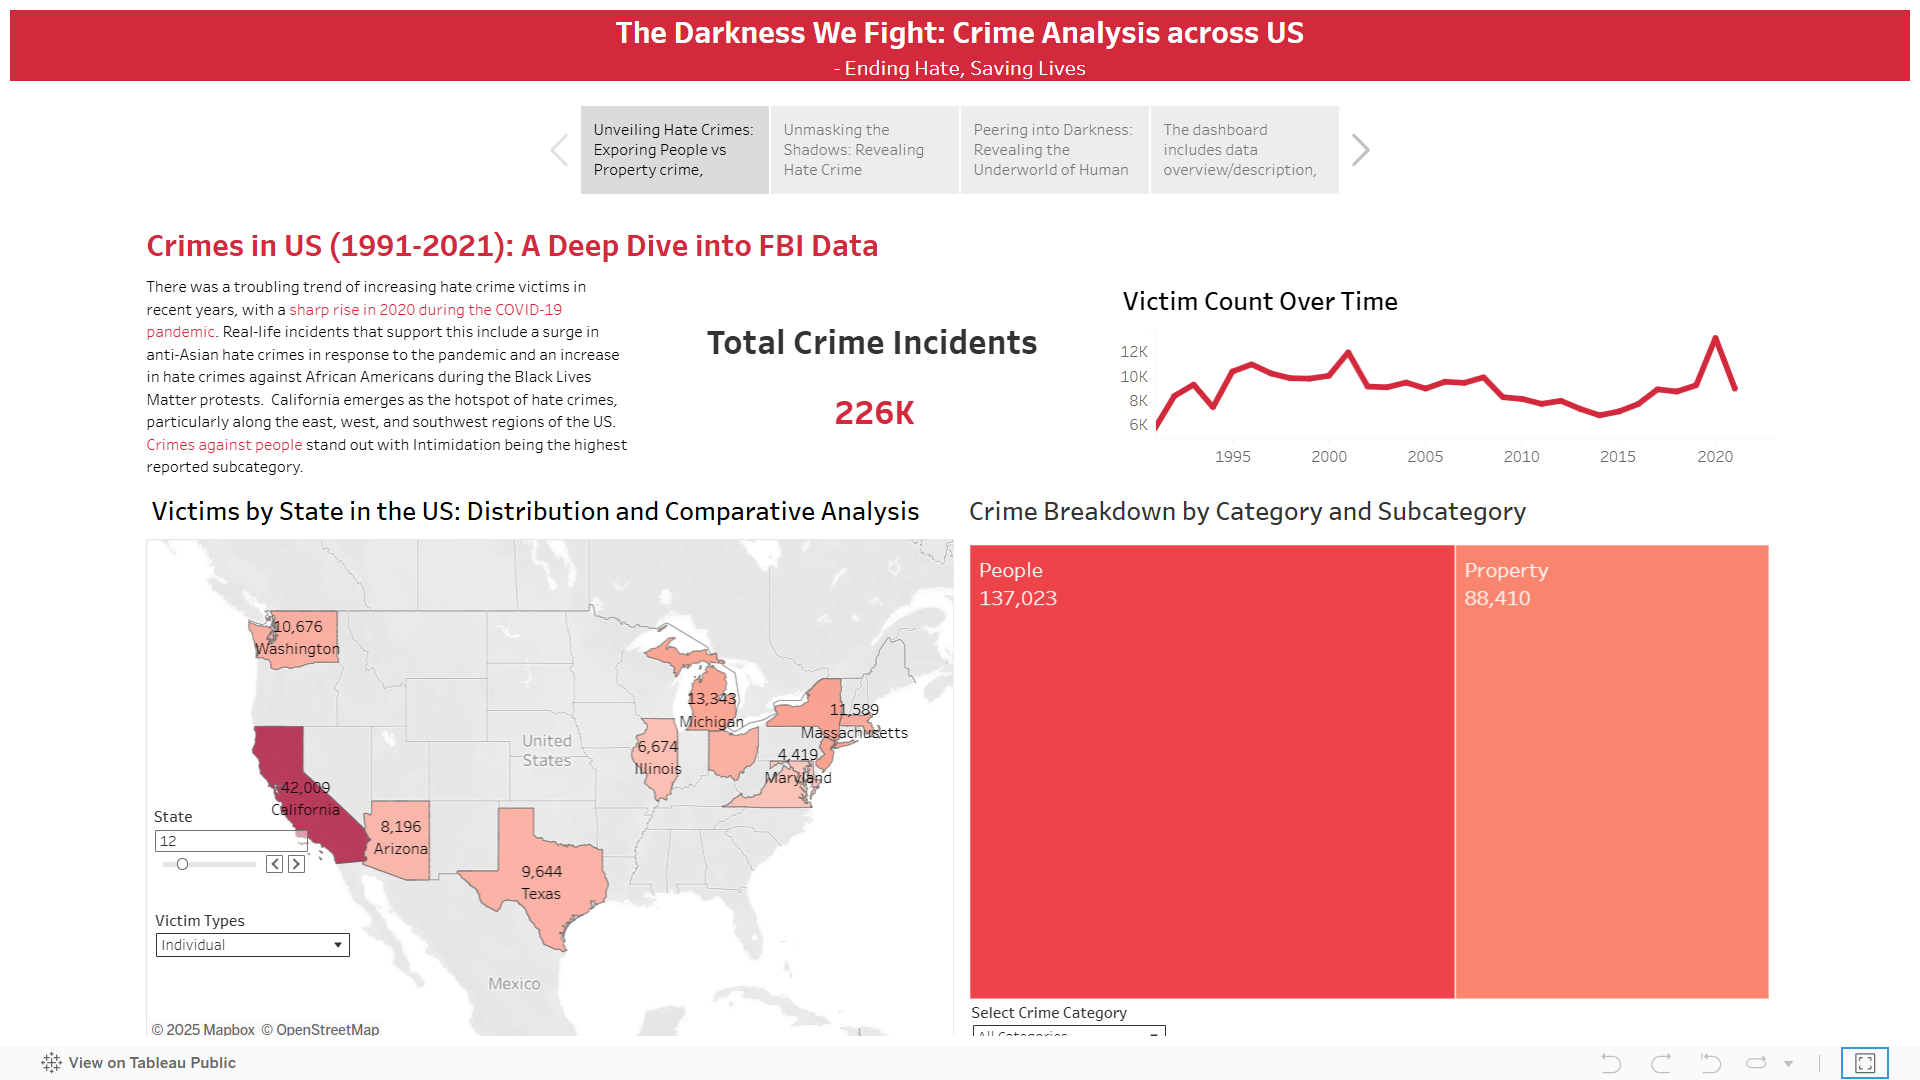 The Darkness We Fight: Crime Analysis across US
- Ending Hate, Saving Lives
Unveiling Hate Crimes:
Exporing People vs
Property crime,
Unmasking the
Shadows: Revealing
Hate Crime
Peering into Darkness:
Revealing the
Underworld of Human
The dashboard
includes data
overview/description,
Crimes in US (1991-2021): A Deep Dive into FBI Data
There was a troubling trend of increasing hate crime victims in
recent years, with a sharp rise in 2020 during the COVID-19
pandemic. Real-life incidents that support this include a surge in
anti-Asian hate crimes in response to the pandemic and an increase
in hate crimes against African Americans during the Black Lives
Matter protests.  California emerges as the hotspot of hate crimes,
particularly along the east, west, and southwest regions of the US.
Crimes against people stand out with Intimidation being the highest
reported subcategory.
Total Crime Incidents
226K
Victim Count Over Time
12K
10K
8K
6K
1995
2000
2005
2010
2015
2020
Victims by State in the US: Distribution and Comparative Analysis
10,676
Washington
13,343
Michigan
11,589
Massachusetts
6,674
Illinois
4,419
Maryland
United
States
42,009
California
8,196
Arizona
9,644
Texas
Mexico
State
12
Victim Types
Individual
© 2025 Mapbox © OpenStreetMap
Crime Breakdown by Category and Subcategory
People
137,023
Property
88,410
Select Crime Category
All Categories
View on Tableau Public